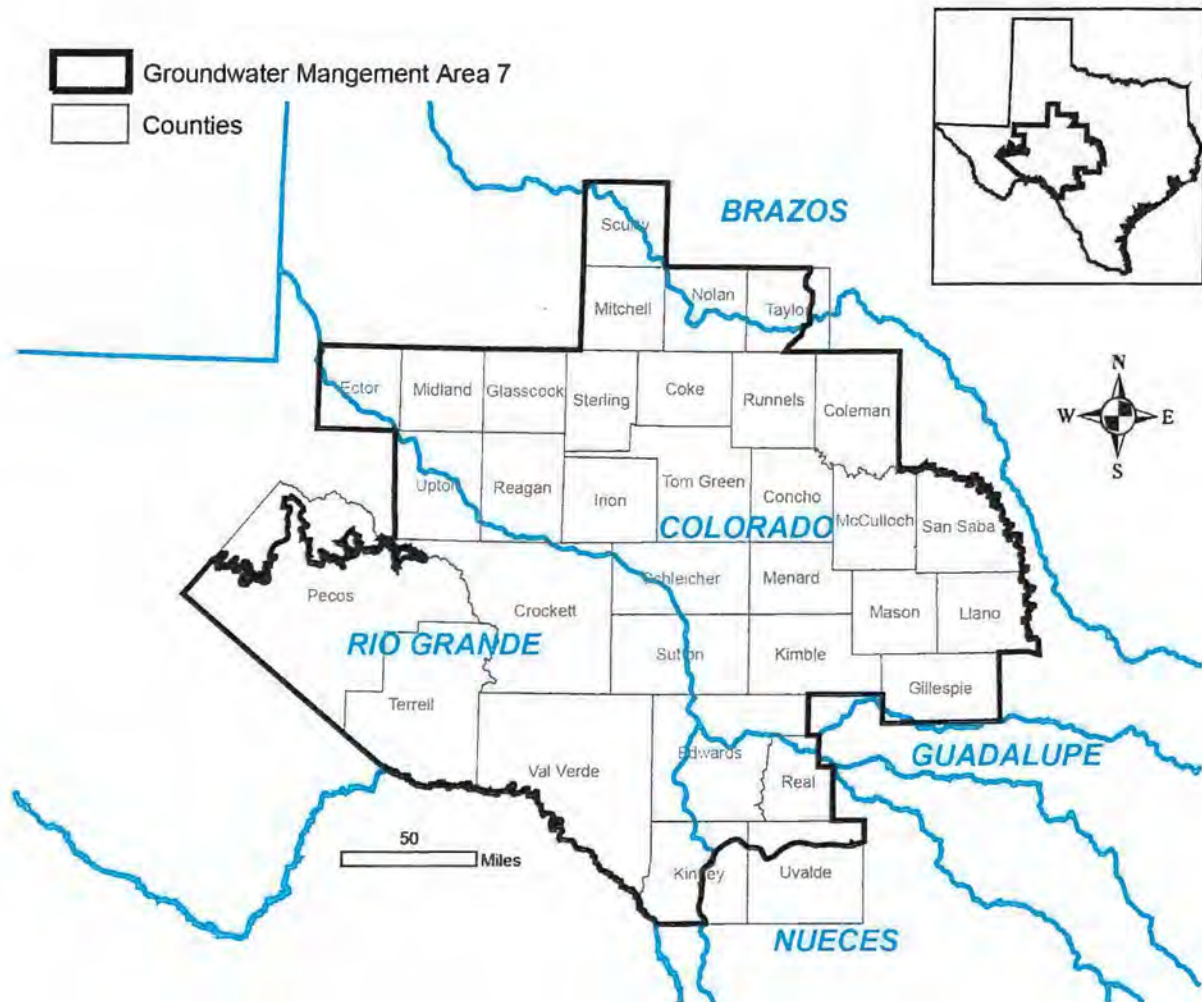 Groundwater Mangement Area 7
Counties
BRAZOS
Scurry
Nolan
Taylor
Mitchell
N
W E
S
Ector
Midland
Glasscock
Sterling
Coke
Runnels
Coleman
Upton
Reagan
Irion
Tom Green
Concho
McCulloch
San Saba
COLORADO
Pecos
Crockett
Schleicher
Menard
Mason
Llano
RIO GRANDE
Sutton
Kimble
Gillespie
Terrell
Val Verde
Edwards
Real
GUADALUPE
50
Miles
Kinney
Uvalde
NUECES